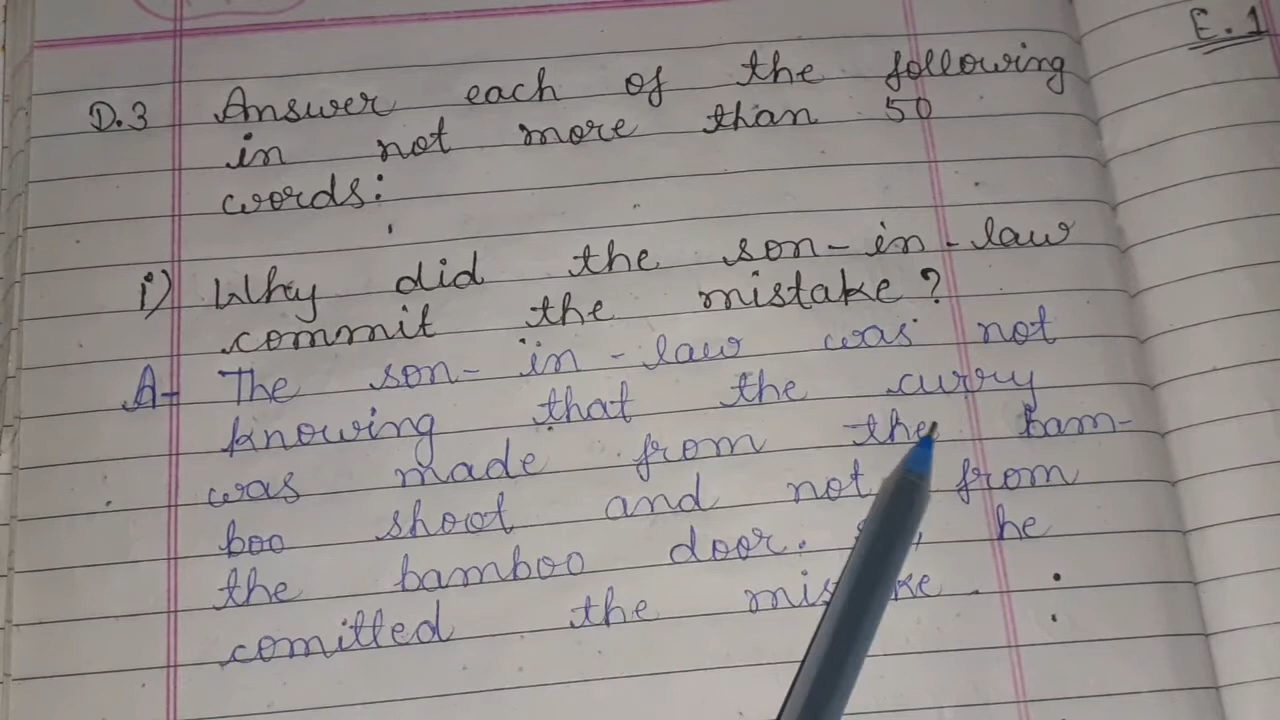 E.1
D.3 Answer each of the following
in not more than 50
words:
i) Why did the son-in-law
commit the mistake?
A- The son-in-law was not
knowing that the curry
was made from the bam-
boo shoot and not from
the bamboo door. he
comitted the